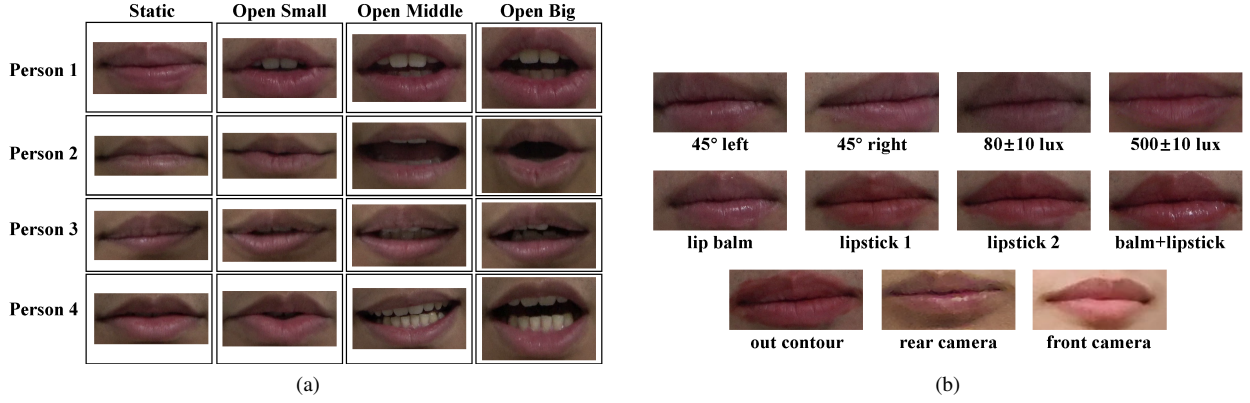 Static Open Small Open Middle Open Big
Person 1
Person 2
Person 3
Person 4
(a)
45° left 45° right 80±10 lux 500±10 lux
lip balm lipstick 1 lipstick 2 balm+lipstick
out contour rear camera front camera
(b)